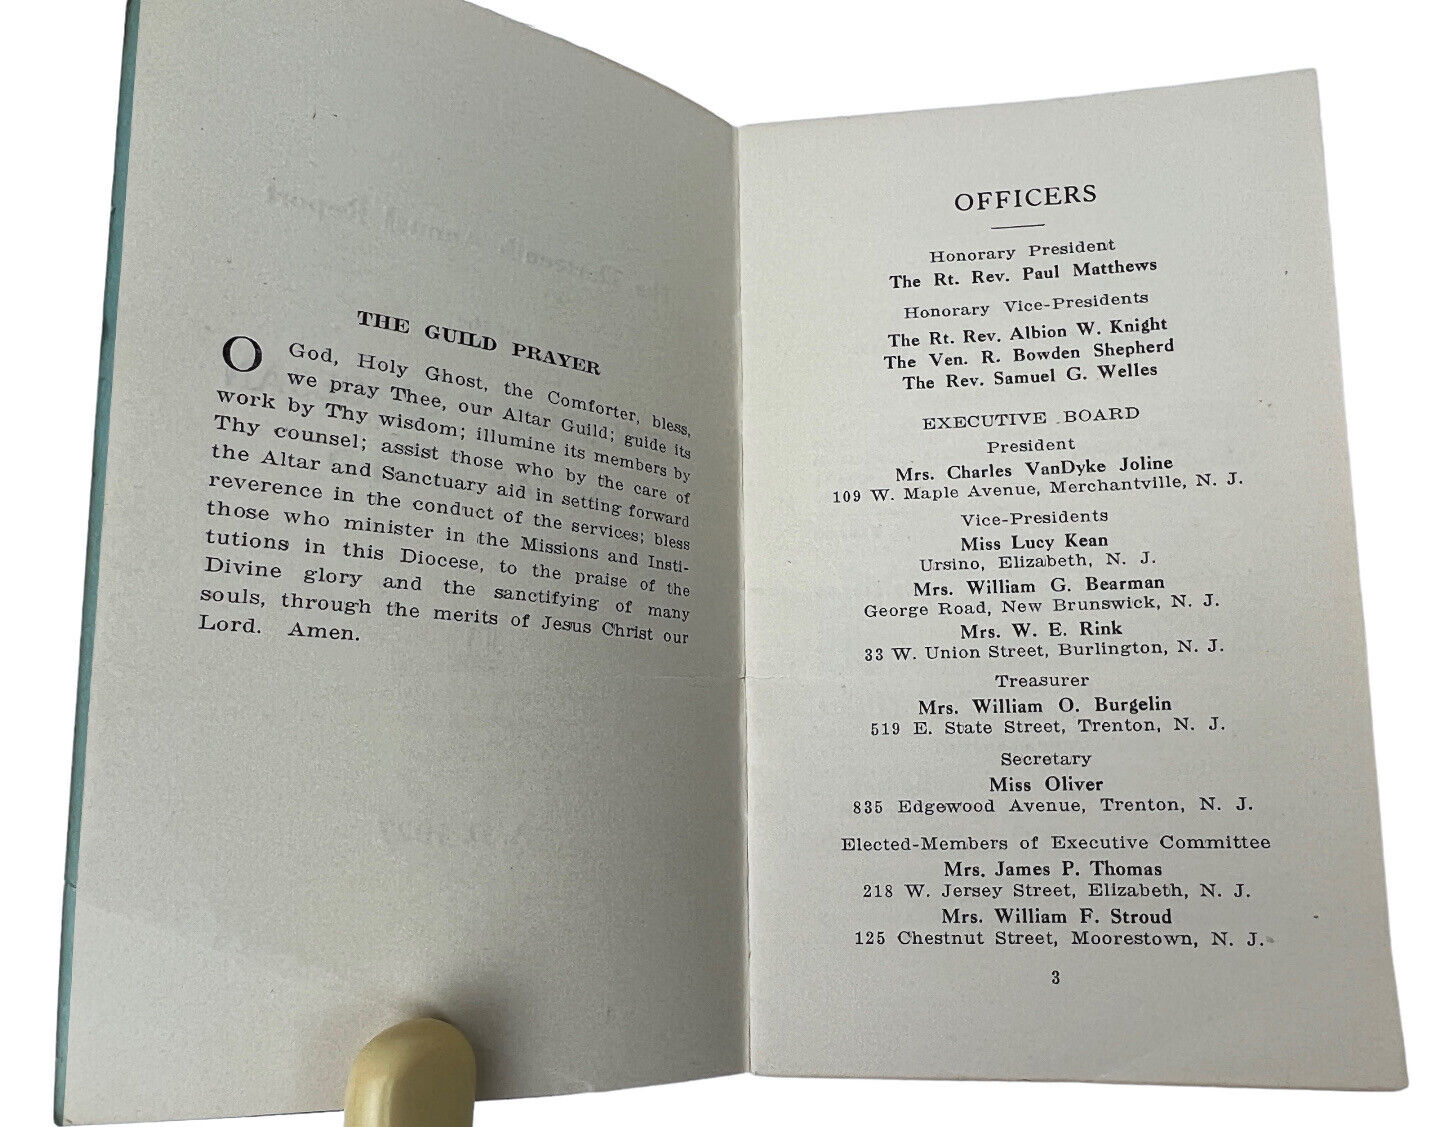 THE GUILD PRAYER
O God, Holy Ghost, the Comforter, bless,
we pray Thee, our Altar Guild; guide its
work by Thy wisdom; illumine its members by
Thy counsel; assist those who by the care of
the Altar and Sanctuary aid in setting forward
reverence in the conduct of the services; bless
those who minister in the Missions and Insti-
tutions in this Diocese, to the praise of the
Divine glory and the sanctifying of many
souls, through the merits of Jesus Christ our
Lord. Amen.
OFFICERS
Honorary President
The Rt. Rev. Paul Matthews
Honorary Vice-Presidents
The Rt. Rev. Albion W. Knight
The Ven. R. Bowden Shepherd
The Rev. Samuel G. Welles
EXECUTIVE BOARD
President
Mrs. Charles VanDyke Joline
109 W. Maple Avenue, Merchantville, N. J.
Vice-Presidents
Miss Lucy Kean
Ursino, Elizabeth, N. J.
Mrs. William G. Bearman
George Road, New Brunswick, N. J.
Mrs. W. E. Rink
33 W. Union Street, Burlington, N. J.
Treasurer
Mrs. William O. Burgelin
519 E. State Street, Trenton, N. J.
Secretary
Miss Oliver
835 Edgewood Avenue, Trenton, N. J.
Elected-Members of Executive Committee
Mrs. James P. Thomas
218 W. Jersey Street, Elizabeth, N. J.
Mrs. William F. Stroud
125 Chestnut Street, Moorestown, N. J.
3